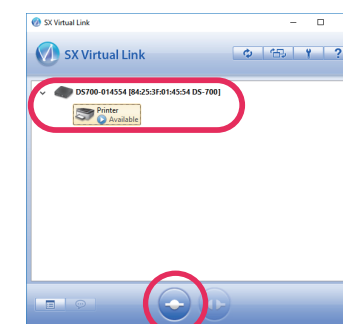 SX Virtual Link
SX Virtual Link
?
DS700-014554 [84:25:3F:01:45:54 DS-700]
Printer
Available